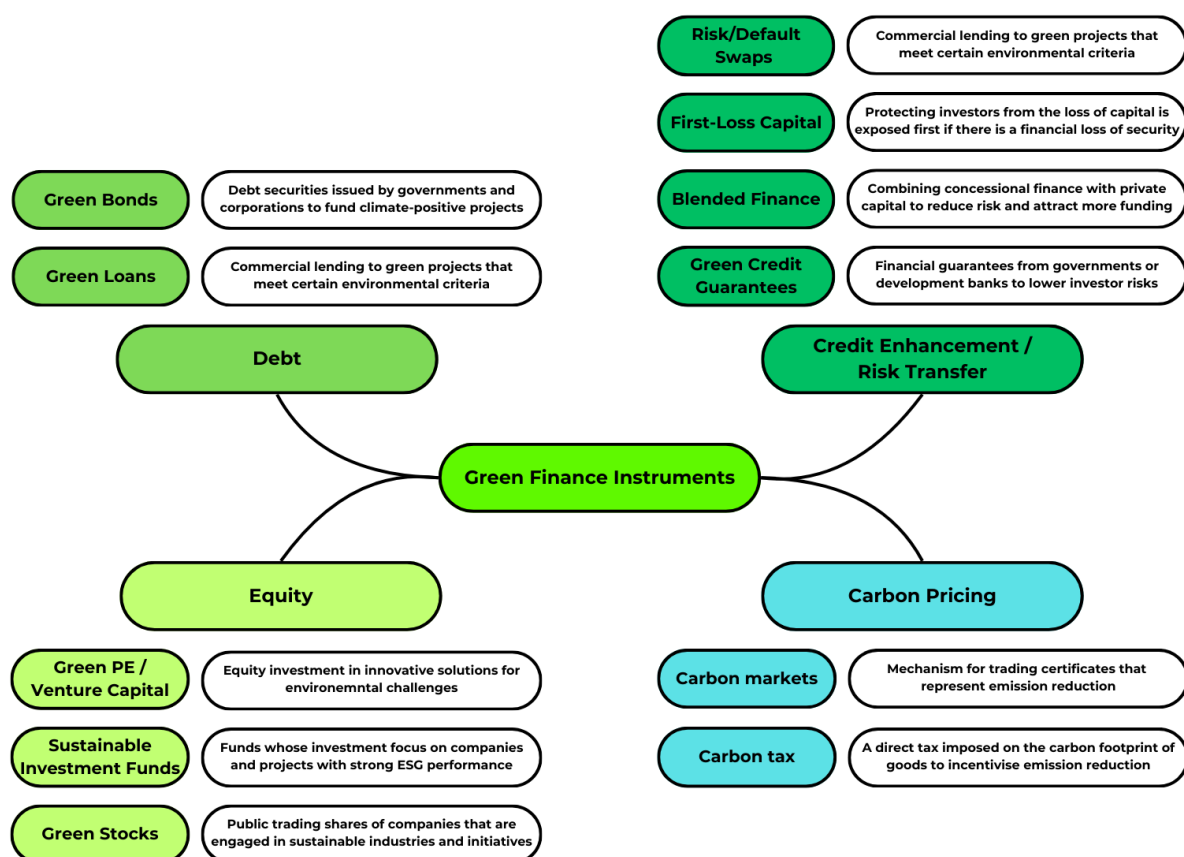 Risk/Default
Swaps
Commercial lending to green projects that
meet certain environmental criteria
First-Loss Capital
Protecting investors from the loss of capital is
exposed first if there is a financial loss of security
Blended Finance
Combining concessional finance with private
capital to reduce risk and attract more funding
Green Credit
Guarantees
Financial guarantees from governments or
development banks to lower investor risks
Credit Enhancement /
Risk Transfer
Green Bonds
Debt securities issued by governments and
corporations to fund climate-positive projects
Green Loans
Commercial lending to green projects that
meet certain environmental criteria
Debt
Green Finance Instruments
Equity
Green PE /
Venture Capital
Equity investment in innovative solutions for
environemntal challenges
Sustainable
Investment Funds
Funds whose investment focus on companies
and projects with strong ESG performance
Green Stocks
Public trading shares of companies that are
engaged in sustainable industries and initiatives
Carbon Pricing
Carbon markets
Mechanism for trading certificates that
represent emission reduction
Carbon tax
A direct tax imposed on the carbon footprint of
goods to incentivise emission reduction